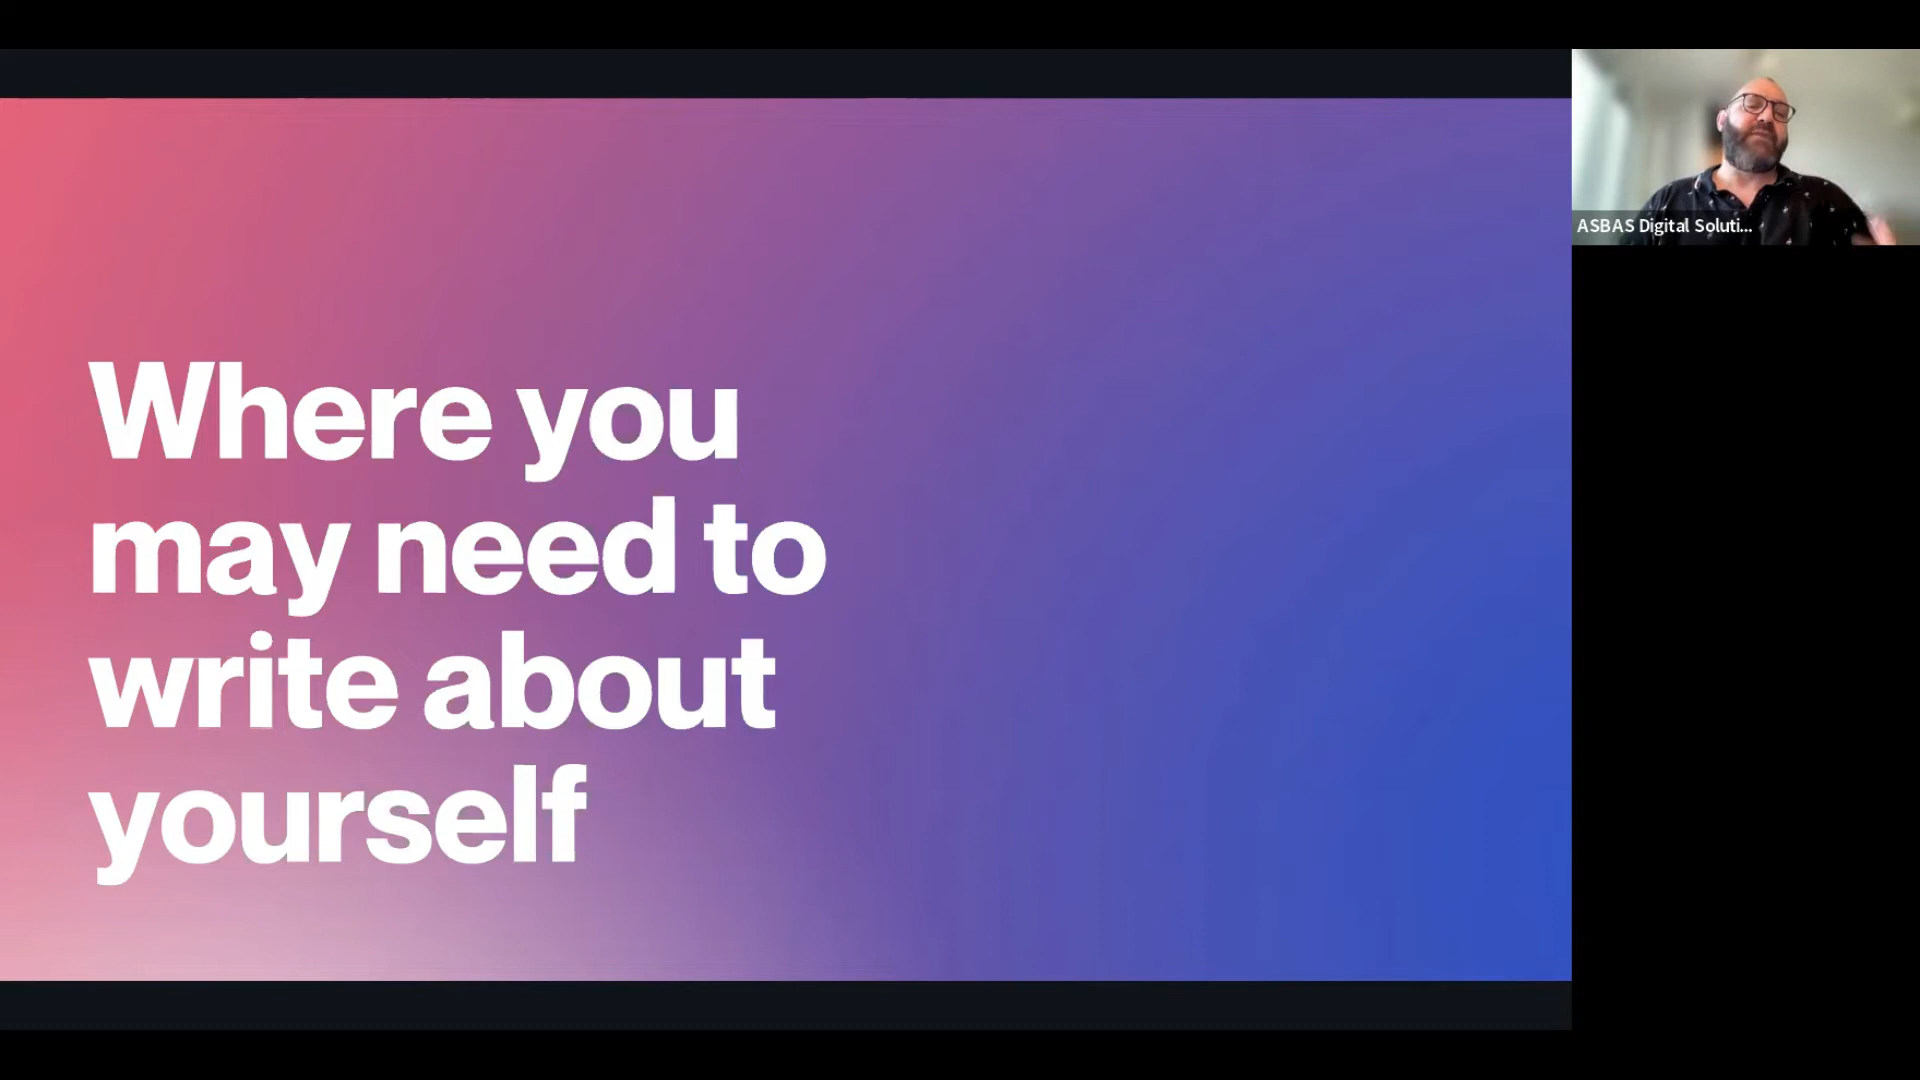 Where you
may need to
write about
yourself
ASBAS Digital Soluti...